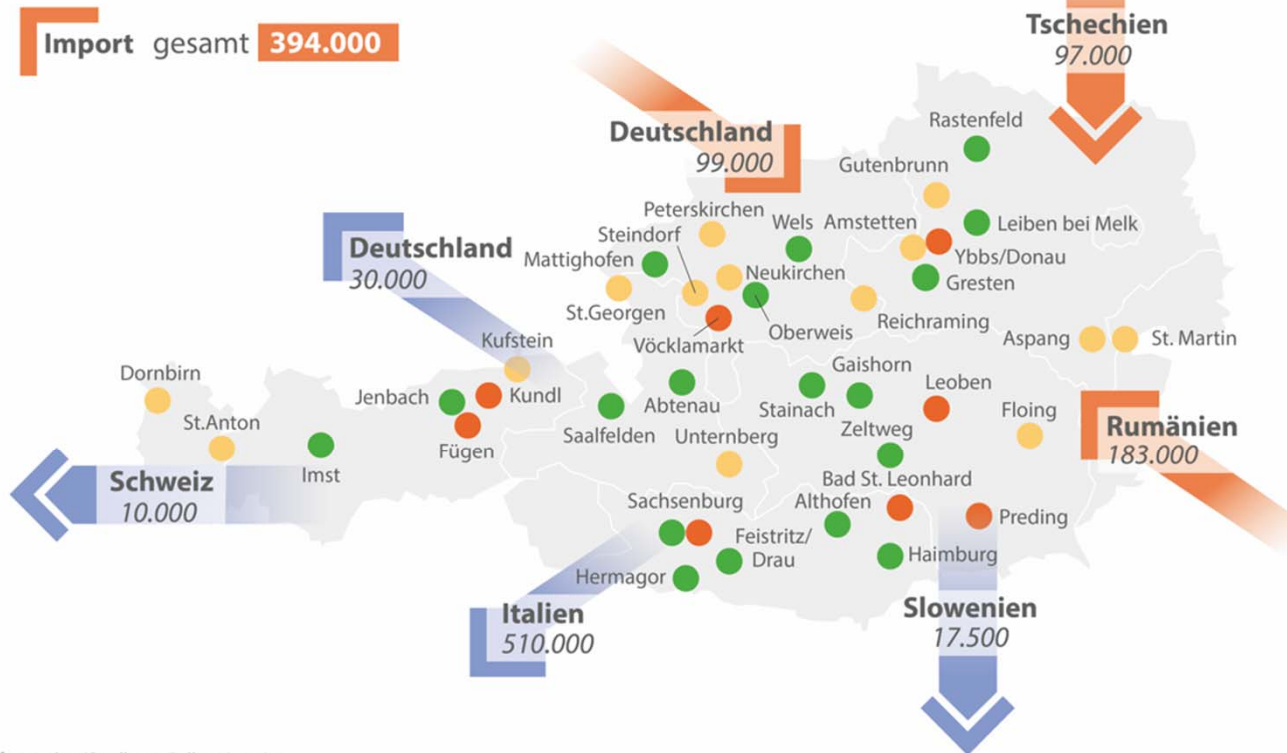 Import gesamt 394.000
Tschechien
97.000
Deutschland
99.000
Rastenfeld
Gutenbrunn
Peterskirchen
Wels
Amstetten
Leiben bei Melk
Steindorf
Deutschland
30.000
Mattighofen
Neukirchen
Ybbs/Donau
Gresten
St.Georgen
Oberweis
Reichraming
Vöcklamarkt
Aspang
St. Martin
Kufstein
Dornbirn
Jenbach
Kundl
Abtenau
Gaishorn
Stainach
Leoben
St.Anton
Fügen
Saalfelden
Unternberg
Zeltweg
Floing
Rumänien
183.000
Imst
Schweiz
10.000
Bad St. Leonhard
Sachsenburg
Althofen
Preding
Feistritz/
Drau
Haimburg
Hermagor
Italien
510.000
Slowenien
17.500